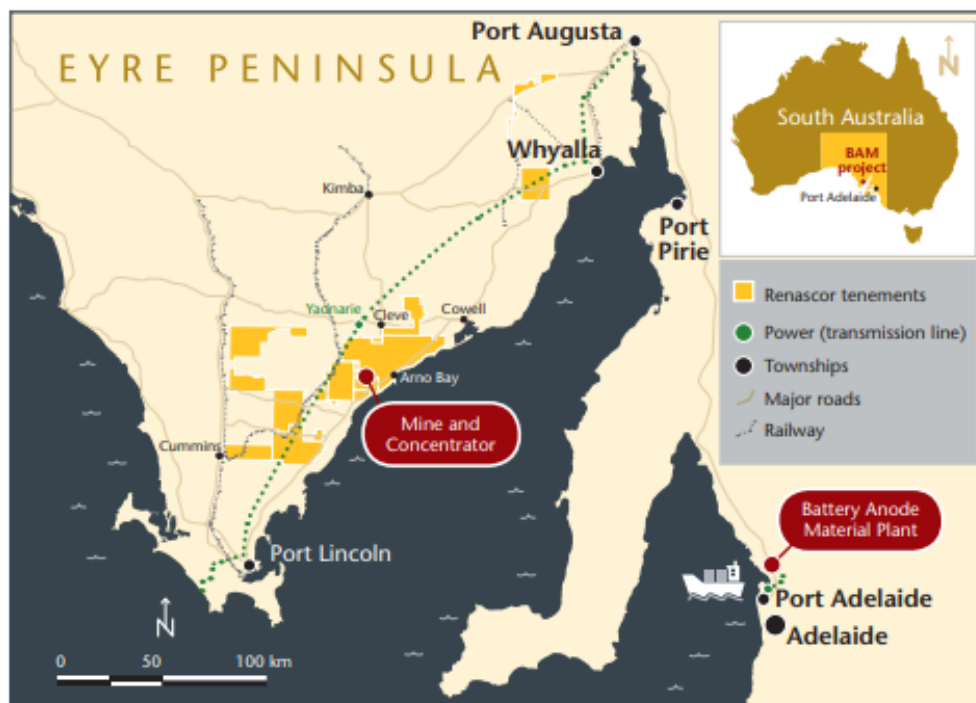 EYRE PENINSULA
Port Augusta
Whyalla
Kimba
Port
Pirie
Yadnarie
Cleve
Cowell
Arno Bay
Mine and
Concentrator
Cummins
Port Lincoln
N
0 50 100 km
N
South Australia
BAM
project
Port Adelaide
Renascor tenements
Power (transmission line)
Townships
Major roads
Railway
Battery Anode
Material Plant
Port Adelaide
Adelaide